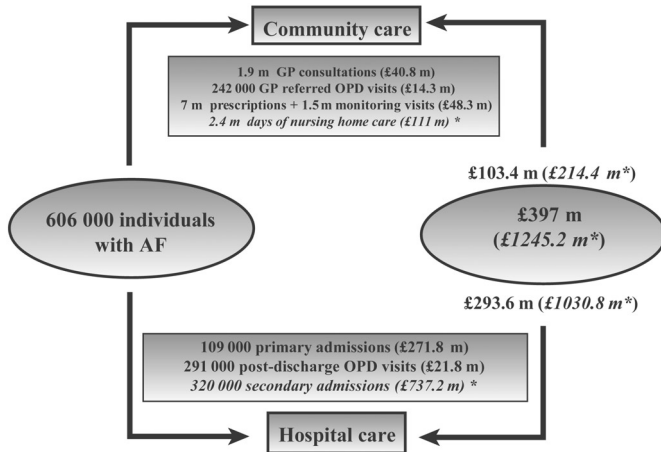 Community care
1.9 m GP consultations (£40.8 m)
242 000 GP referred OPD visits (£14.3 m)
7 m prescriptions + 1.5 m monitoring visits (£48.3 m)
2.4 m days of nursing home care (£111 m) *
606 000 individuals
with AF
£103.4 m (£214.4 m*)
£397 m
(£1245.2 m*)
£293.6 m (£1030.8 m*)
109 000 primary admissions (£271.8 m)
291 000 post-discharge OPD visits (£21.8 m)
320 000 secondary admissions (£737.2 m) *
Hospital care